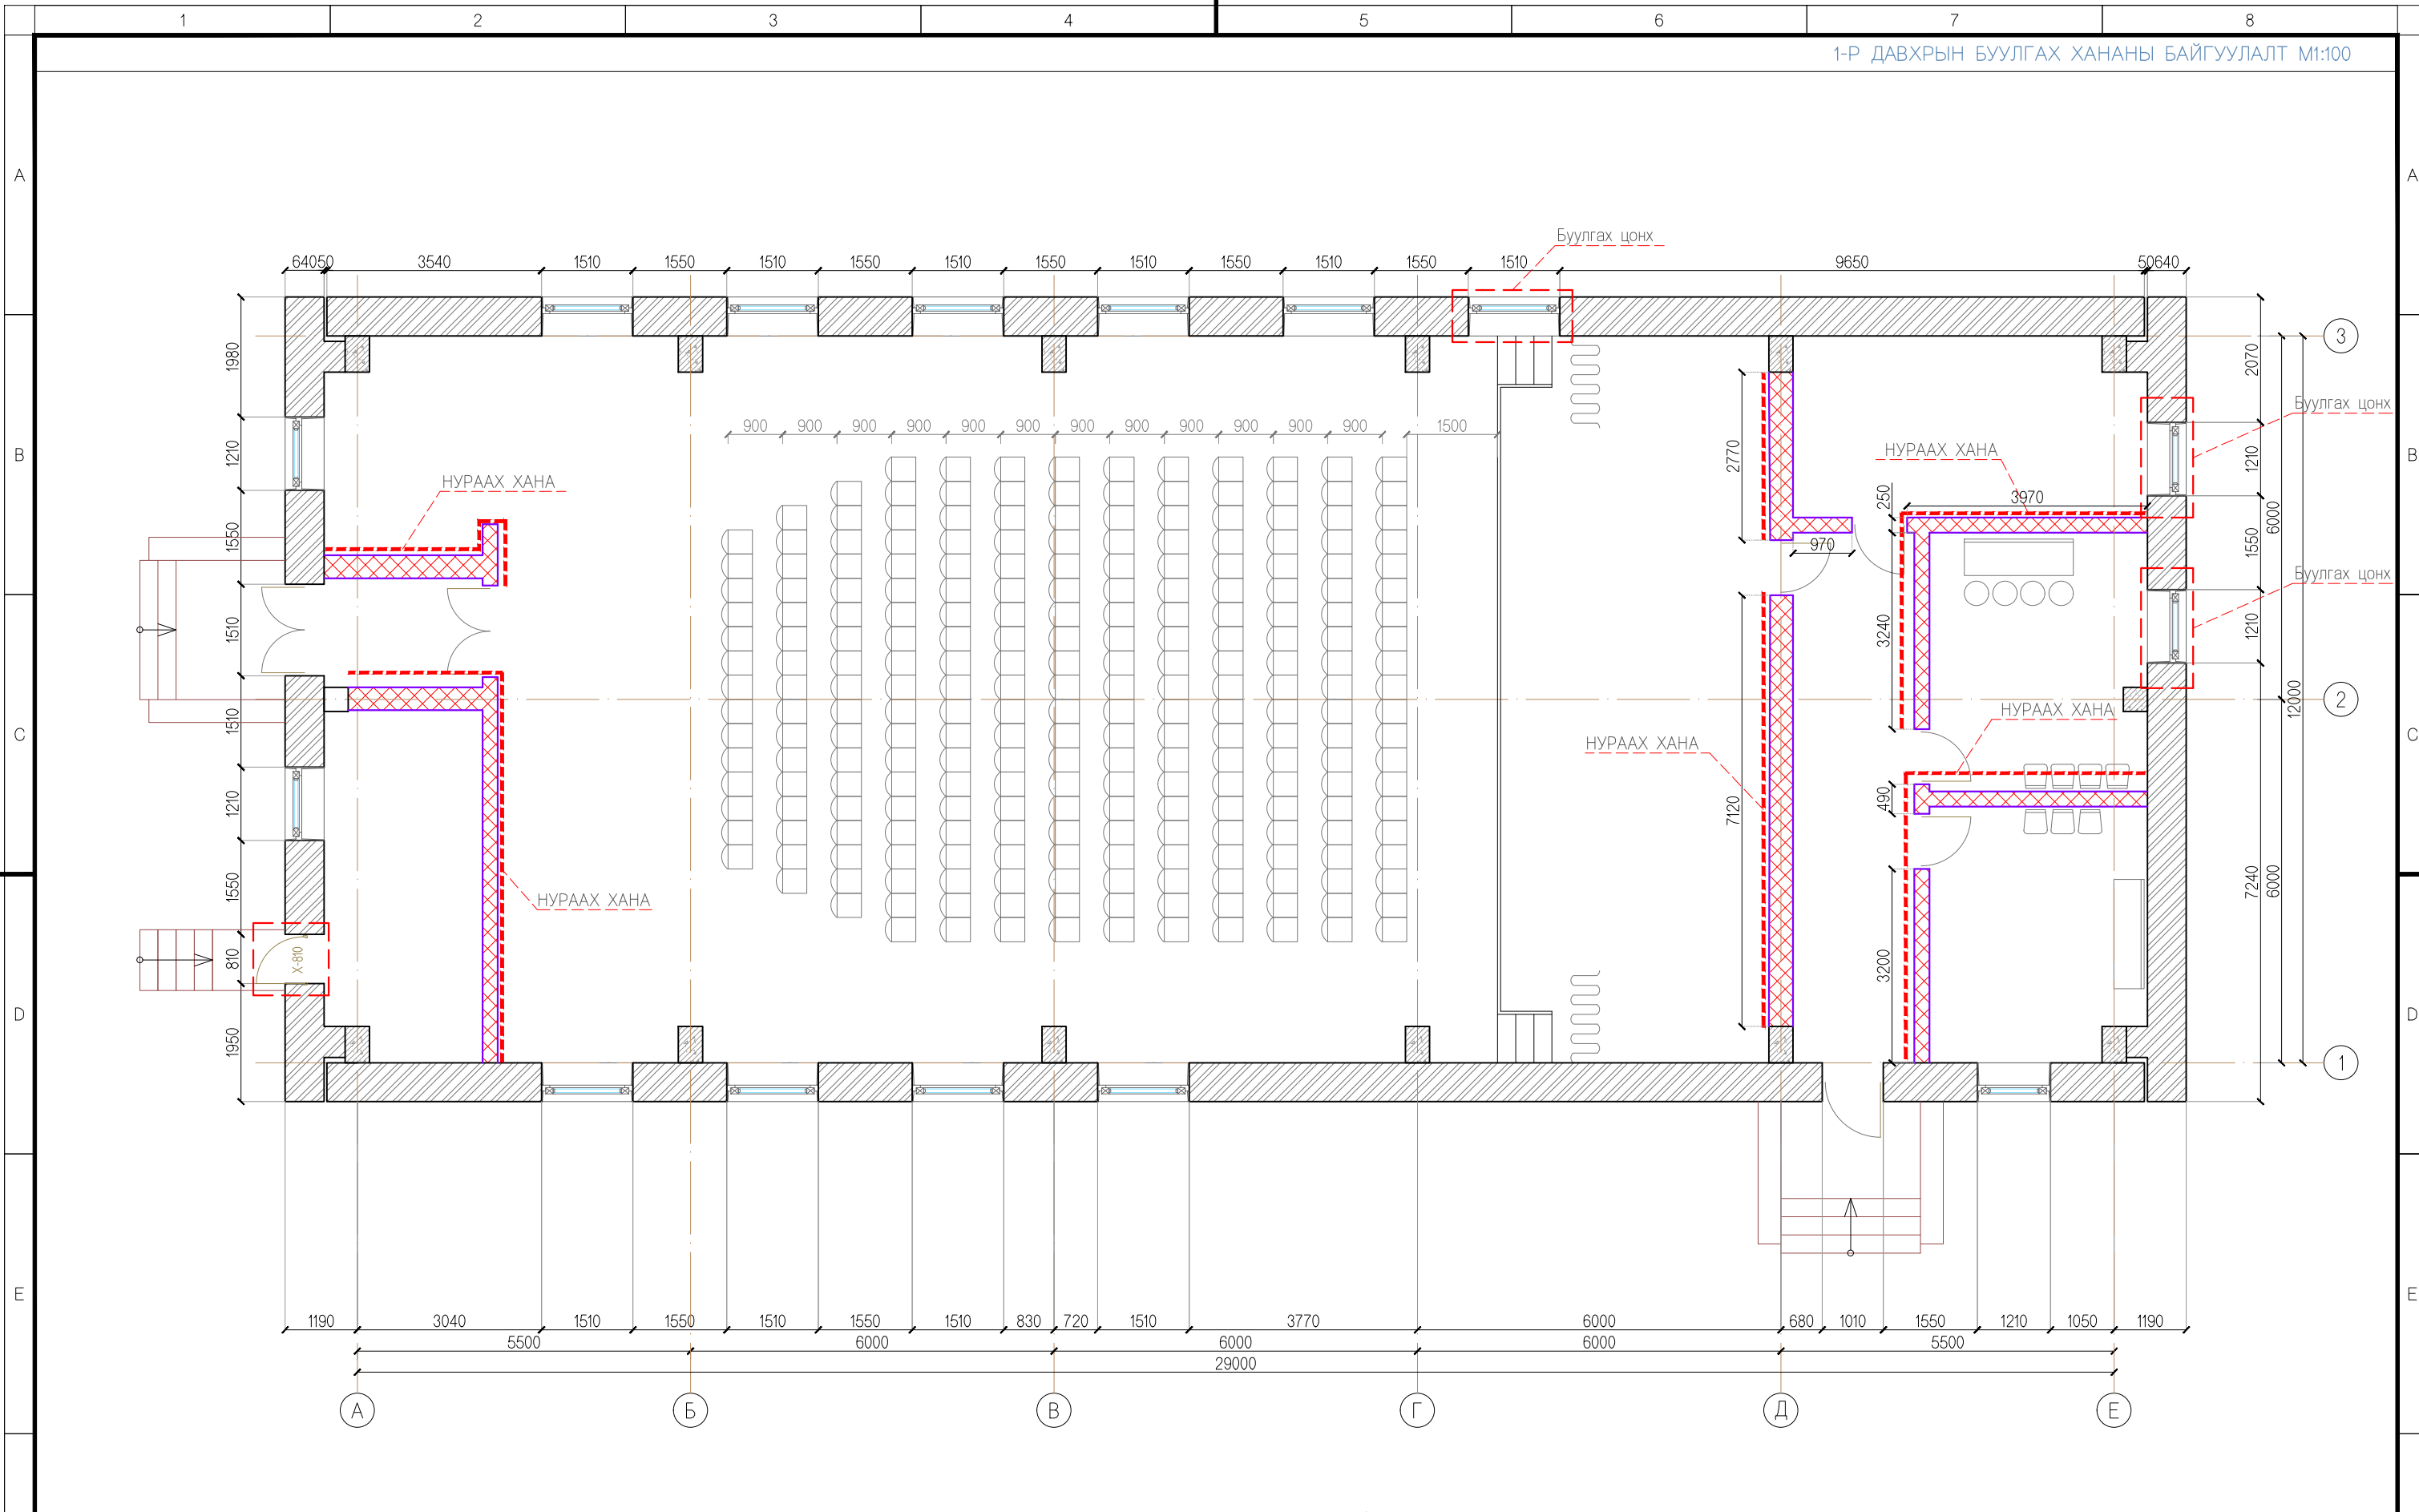 1 2 3 4 5 6 7 8
1-Р ДАВХРЫН БУУЛГАХ ХАНАНЫ БАЙГУУЛАЛТ М1:100
A A
Буулгах цонх
640 50 3540 1510 1550 1510 1550 1510 1550 1510 1550 1510 1550 1510 9650 50 640
3
1980 2070
Буулгах цонх
900 900 900 900 900 900 900 900 900 900 900 900 1500
B B
1210 2770 1210
НУРААХ ХАНА
НУРААХ ХАНА
250 3970 6000
1550 970 1550
Буулгах цонх
1510 3240 1210
2
12000
НУРААХ ХАНА
1510
C C
НУРААХ ХАНА
1210 7120 490
1550 7240 6000
НУРААХ ХАНА
810 X-810 3200
D D
1950
1
E E
1190 3040 1510 1550 1510 1550 1510 830 720 1510 3770 6000 680 1010 1550 1210 1050 1190
5500 6000 6000 6000 5500
29000
А Б В Г Д Е